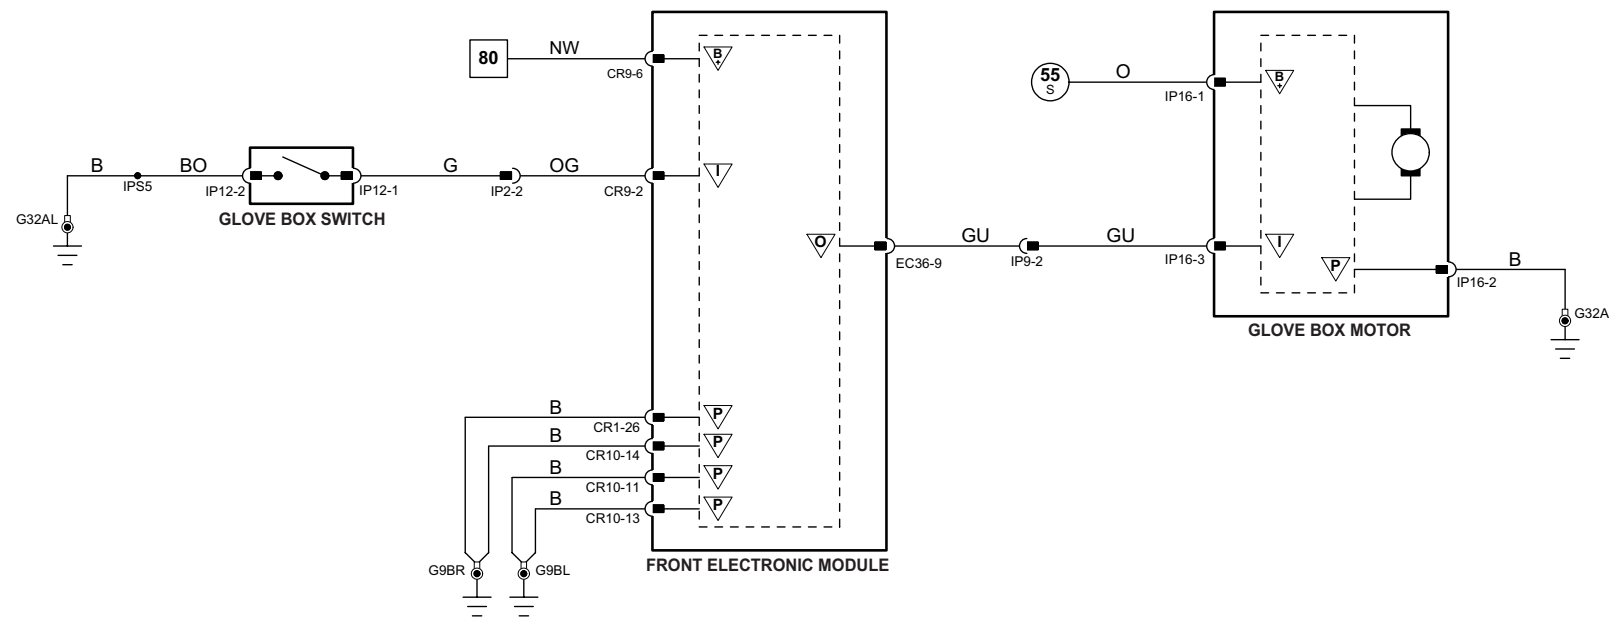 80
NW
CR9-6
B
+
55
S
O
IP16-1
B
+
B
IPS5
BO
IP12-2
IP12-1
G
IP2-2
OG
CR9-2
I
G32AL
GLOVE BOX SWITCH
O
EC36-9
GU
IP9-2
GU
IP16-3
I
P
IP16-2
B
G32A
GLOVE BOX MOTOR
B
CR1-26
P
B
CR10-14
P
B
CR10-11
P
B
CR10-13
P
G9BR
G9BL
FRONT ELECTRONIC MODULE